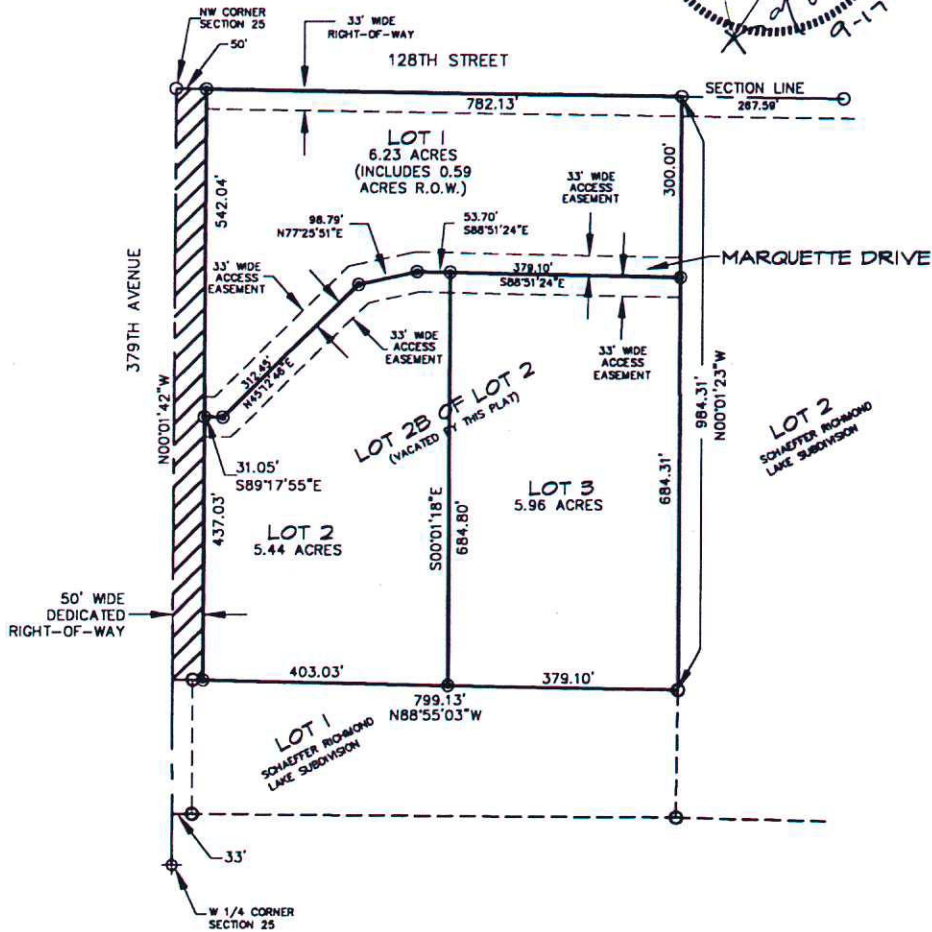 NW CORNER
SECTION 25
50'
33' WIDE
RIGHT-OF-WAY
9-17
128TH STREET
SECTION LINE
782.13'
267.59'
LOT 1
6.23 ACRES
(INCLUDES 0.59
ACRES R.O.W.)
300.00'
542.04'
33' WIDE
ACCESS
EASEMENT
98.79'
N77°25'51"E
53.70'
S88°51'24"E
33' WIDE
ACCESS
EASEMENT
MARQUETTE DRIVE
379.10'
S88°51'24"E
379TH AVENUE
33' WIDE
ACCESS
EASEMENT
33' WIDE
ACCESS
EASEMENT
312.45'
N45°12'48"E
N00°01'42"W
LOT 2B OF LOT 2
(VACATED BY THIS PLAT)
984.31'
N00°01'23"W
LOT 2
SCHAEFFER RICHMOND
LAKE SUBDIVISION
31.05'
S89°17'55"E
437.03'
LOT 2
5.44 ACRES
S00°01'18"E
684.80'
LOT 3
5.96 ACRES
684.31'
50' WIDE
DEDICATED
RIGHT-OF-WAY
403.03'
379.10'
799.13'
N88°55'03"W
LOT 1
SCHAEFFER RICHMOND
LAKE SUBDIVISION
33'
W 1/4 CORNER
SECTION 25